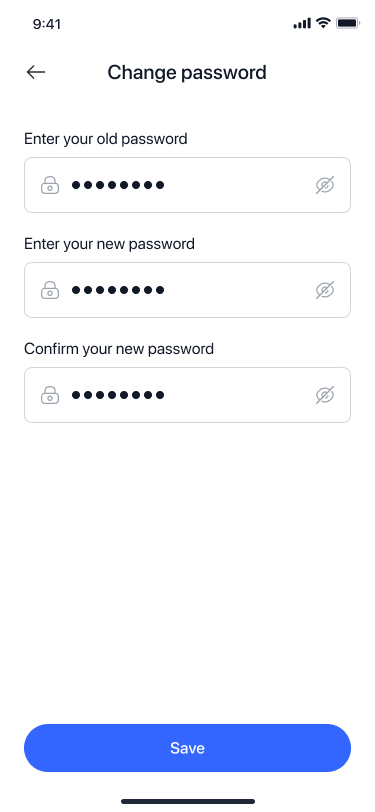 9:41
Change password
Enter your old password
••••••••
Enter your new password
••••••••
Confirm your new password
••••••••
Save